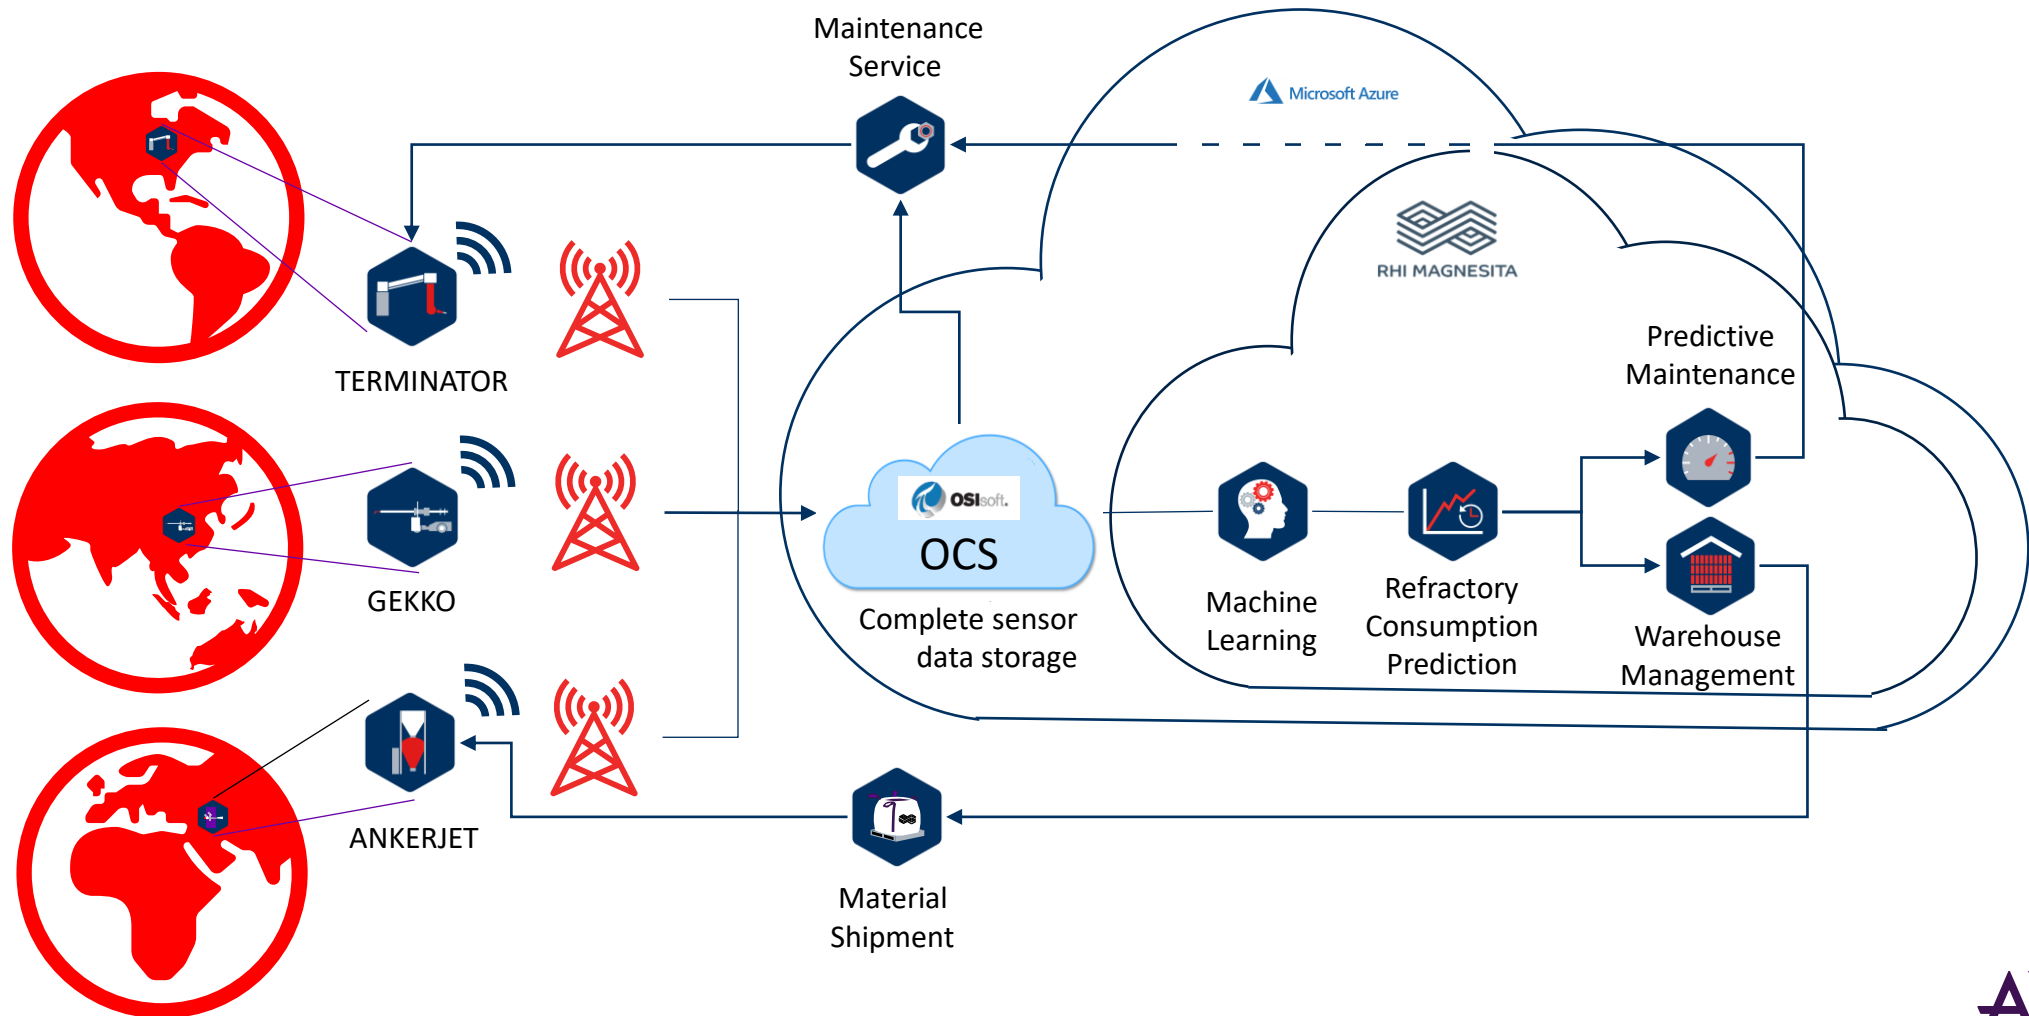 Maintenance
Service
Microsoft Azure
RHI MAGNESITA
TERMINATOR
Predictive
Maintenance
OSIsoft.
OCS
GEKKO
Complete sensor
data storage
Machine
Learning
Refractory
Consumption
Prediction
Warehouse
Management
ANKERJET
Material
Shipment